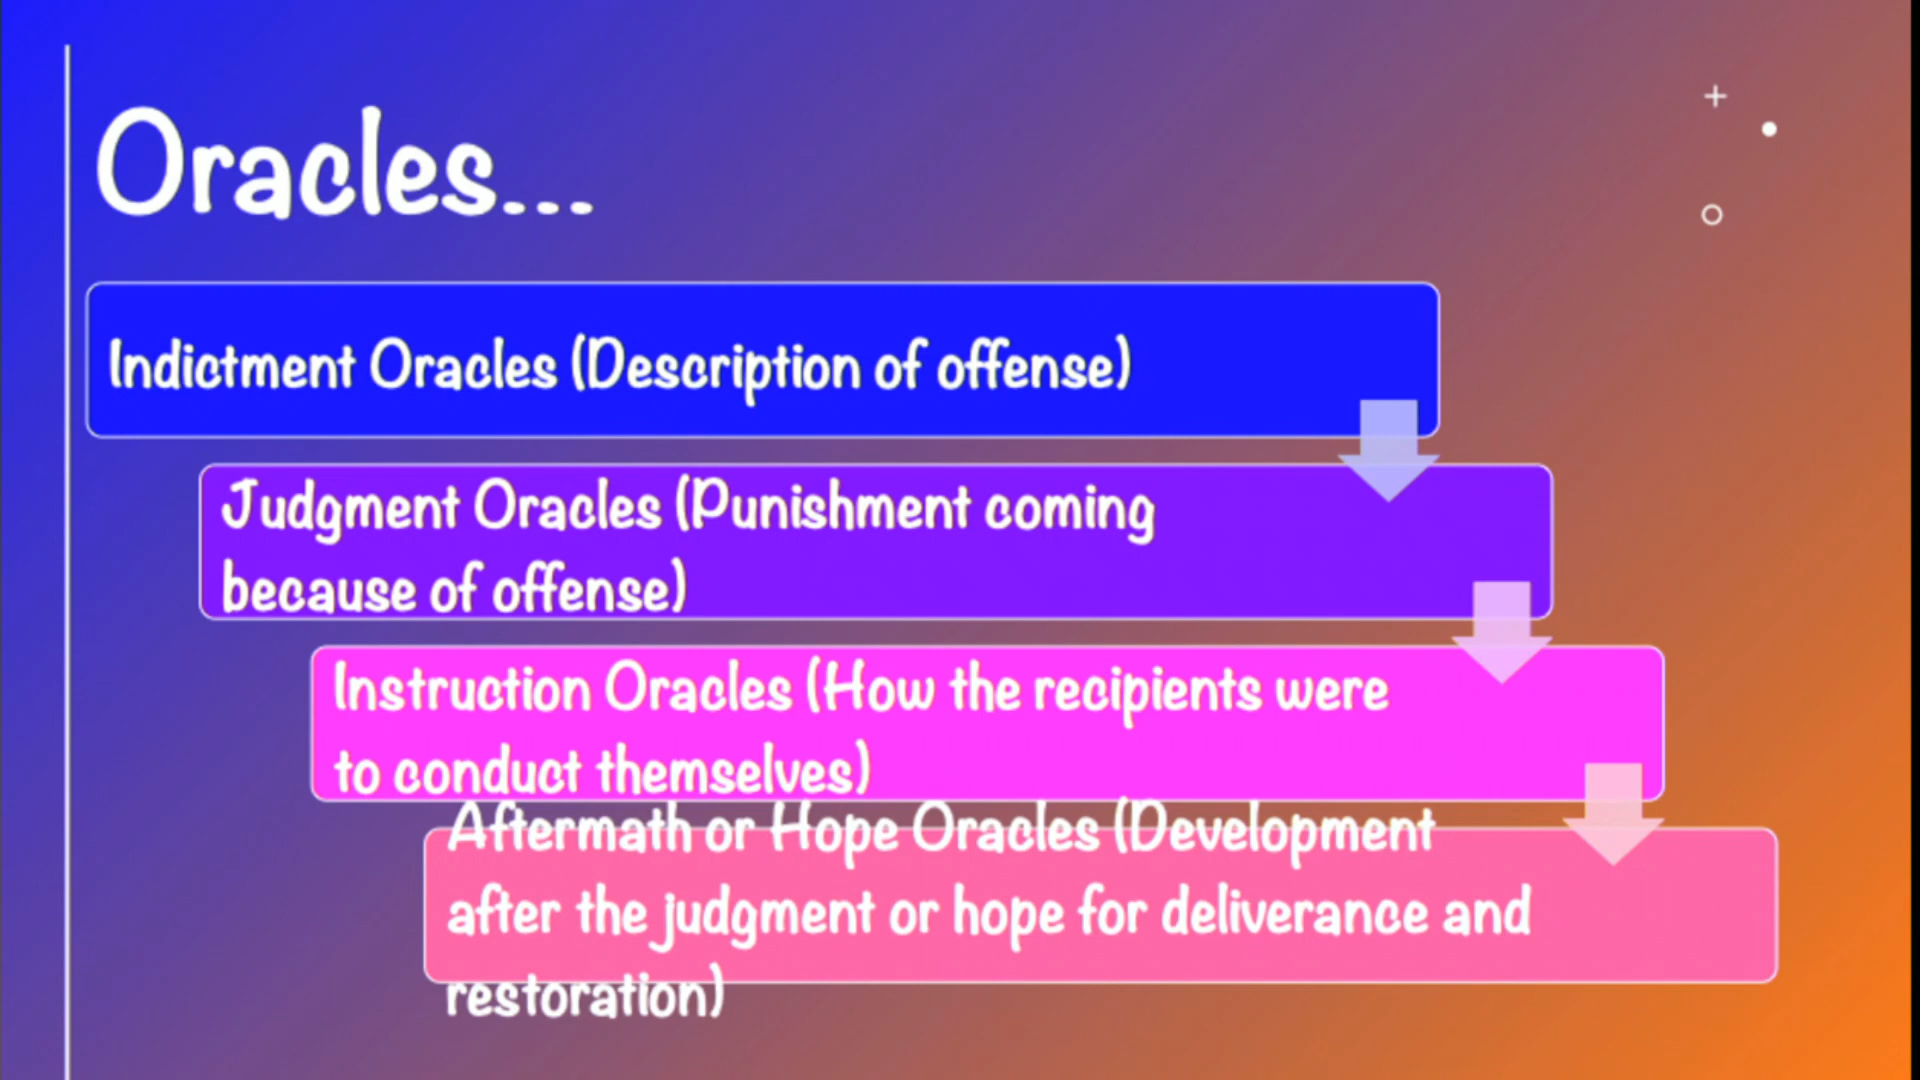 Oracles...
Indictment Oracles (Description of offense)
Judgment Oracles (Punishment coming
because of offense)
Instruction Oracles (How the recipients were
to conduct themselves)
Aftermath or Hope Oracles (Development
after the judgment or hope for deliverance and
restoration)